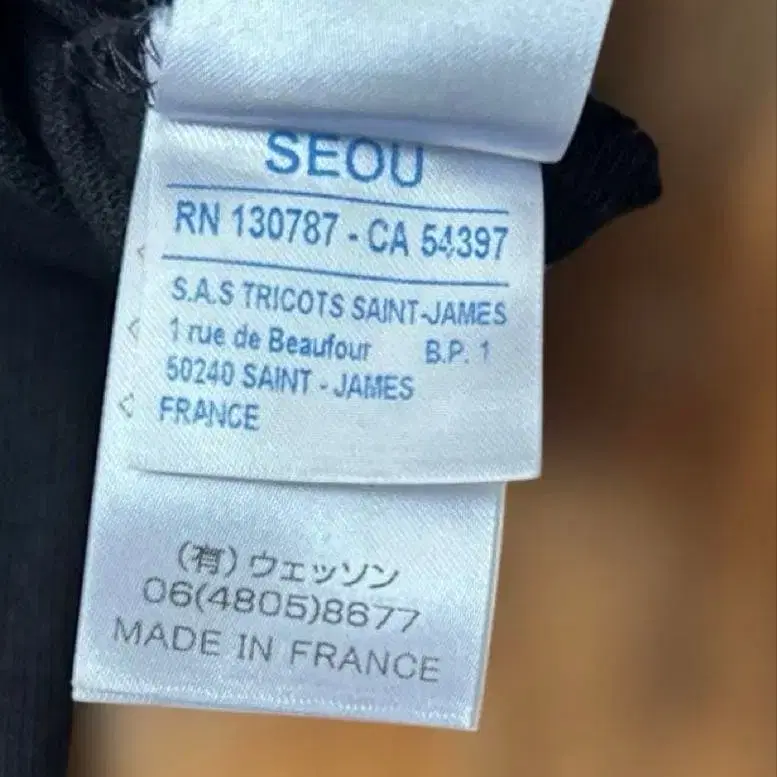 SEOU
RN 130787 - CA 54397
S.A.S TRICOTS SAINT-JAMES
1 rue de Beaufour B.P. 1
50240 SAINT - JAMES
FRANCE
(有)ウェッソン
06(4805)8677
MADE IN FRANCE